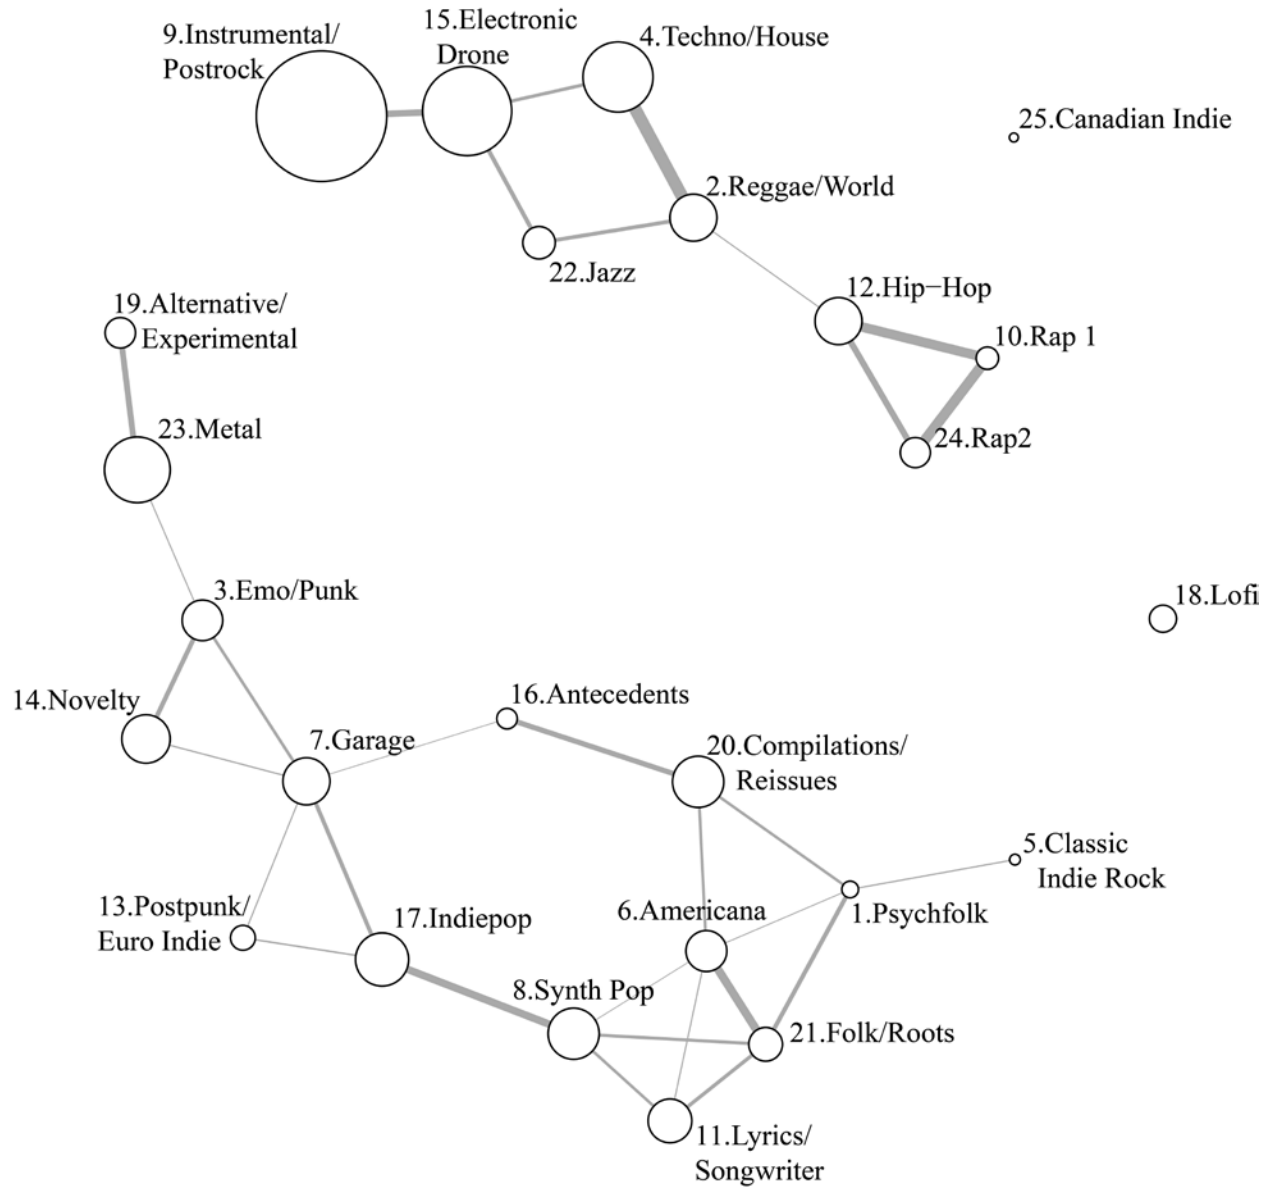 9.Instrumental/
Postrock
15.Electronic
Drone
4.Techno/House
25.Canadian Indie
2.Reggae/World
22.Jazz
12.Hip−Hop
10.Rap 1
24.Rap2
19.Alternative/
Experimental
23.Metal
3.Emo/Punk
18.Lofi
14.Novelty
16.Antecedents
7.Garage
20.Compilations/
Reissues
5.Classic
Indie Rock
1.Psychfolk
13.Postpunk/
Euro Indie
17.Indiepop
6.Americana
8.Synth Pop
21.Folk/Roots
11.Lyrics/
Songwriter